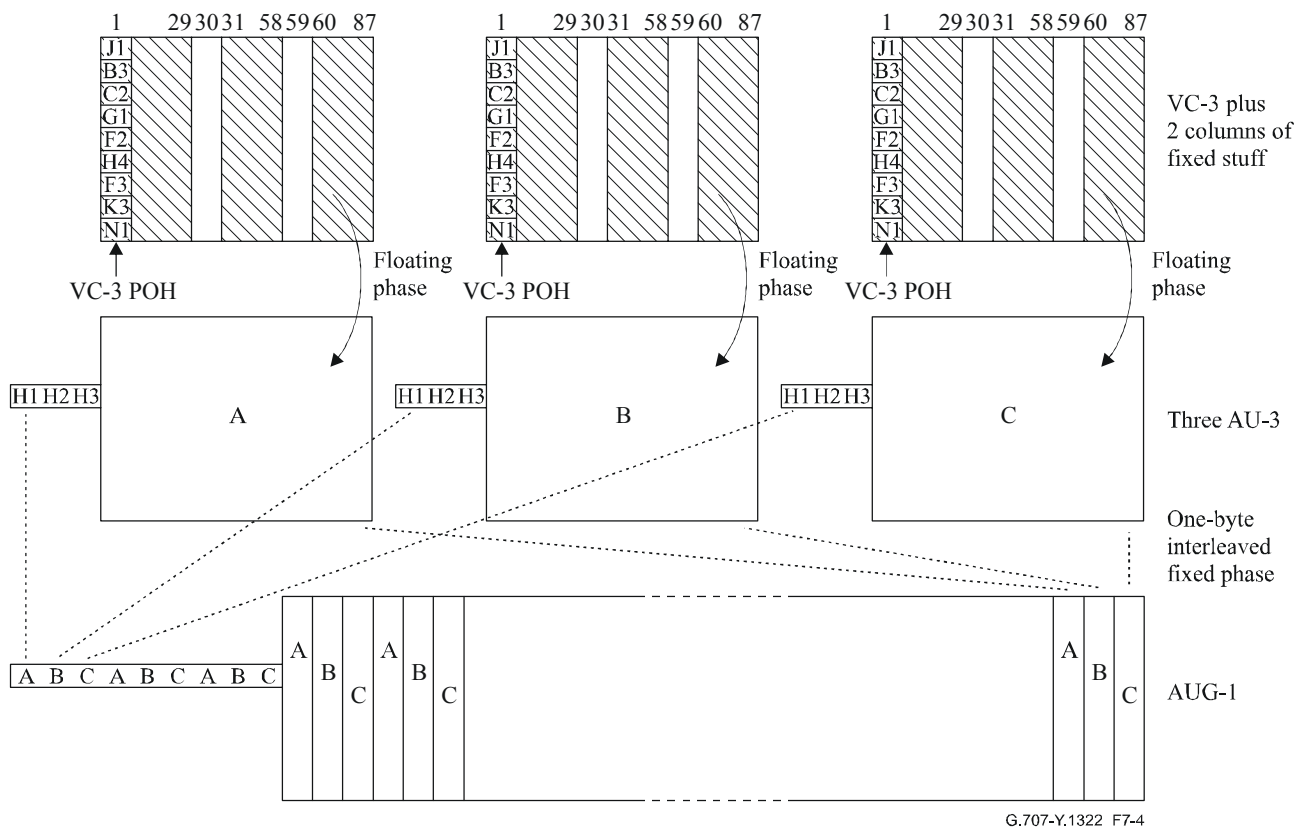 1 29 30 31 58 59 60 87 1 29 30 31 58 59 60 87 1 29 30 31 58 59 60 87
J1 J1 J1
B3 B3 B3
C2 C2 C2
G1 G1 G1
F2 F2 F2
H4 H4 H4
F3 F3 F3
K3 K3 K3
N1 N1 N1
VC-3 plus
2 columns of
fixed stuff
VC-3 POH
Floating
phase
VC-3 POH
Floating
phase
VC-3 POH
Floating
phase
H1 H2 H3
A
H1 H2 H3
B
H1 H2 H3
C
Three AU-3
One-byte
interleaved
fixed phase
A B C A B C A B C
A B C A B C
A B C
AUG-1
G.707-Y.1322 F7-4